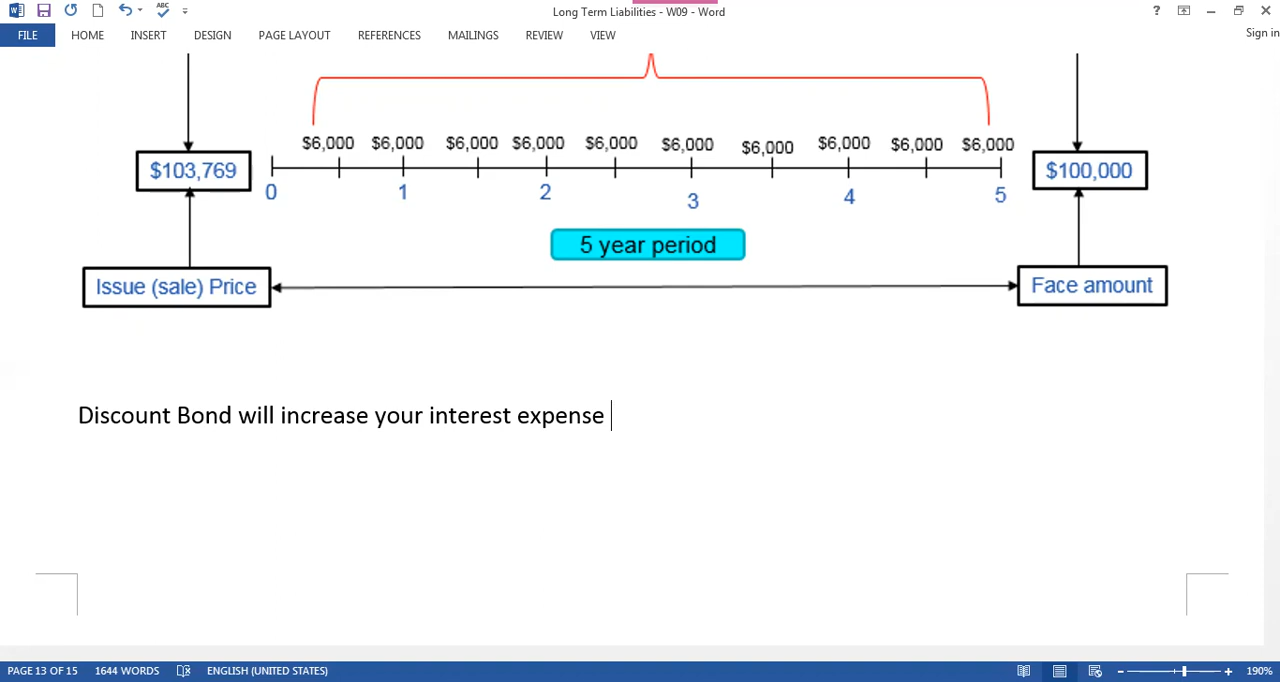 ABC
Long Term Liabilities - W09 - Word
?
FILE HOME INSERT DESIGN PAGE LAYOUT REFERENCES MAILINGS REVIEW VIEW Sign in
$6,000 $6,000 $6,000 $6,000 $6,000 $6,000 $6,000 $6,000 $6,000 $6,000
$103,769 $100,000
0 1 2 3 4 5
5 year period
Issue (sale) Price Face amount
Discount Bond will increase your interest expense
PAGE 13 OF 15 1644 WORDS ENGLISH (UNITED STATES) 190%